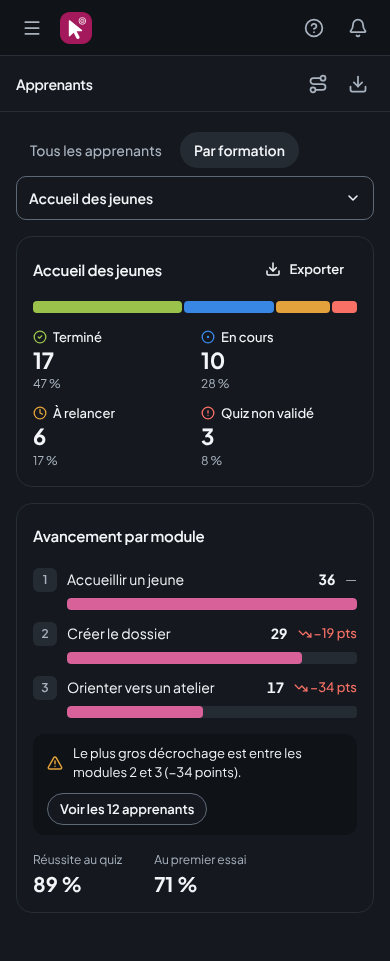 Apprenants
Tous les apprenants
Par formation
Accueil des jeunes
Accueil des jeunes
Exporter
Terminé
17
47 %
En cours
10
28 %
À relancer
6
17 %
Quiz non validé
3
8 %
Avancement par module
1 Accueillir un jeune 36 —
2 Créer le dossier 29 −19 pts
3 Orienter vers un atelier 17 −34 pts
Le plus gros décrochage est entre les
modules 2 et 3 (−34 points).
Voir les 12 apprenants
Réussite au quiz
89 %
Au premier essai
71 %